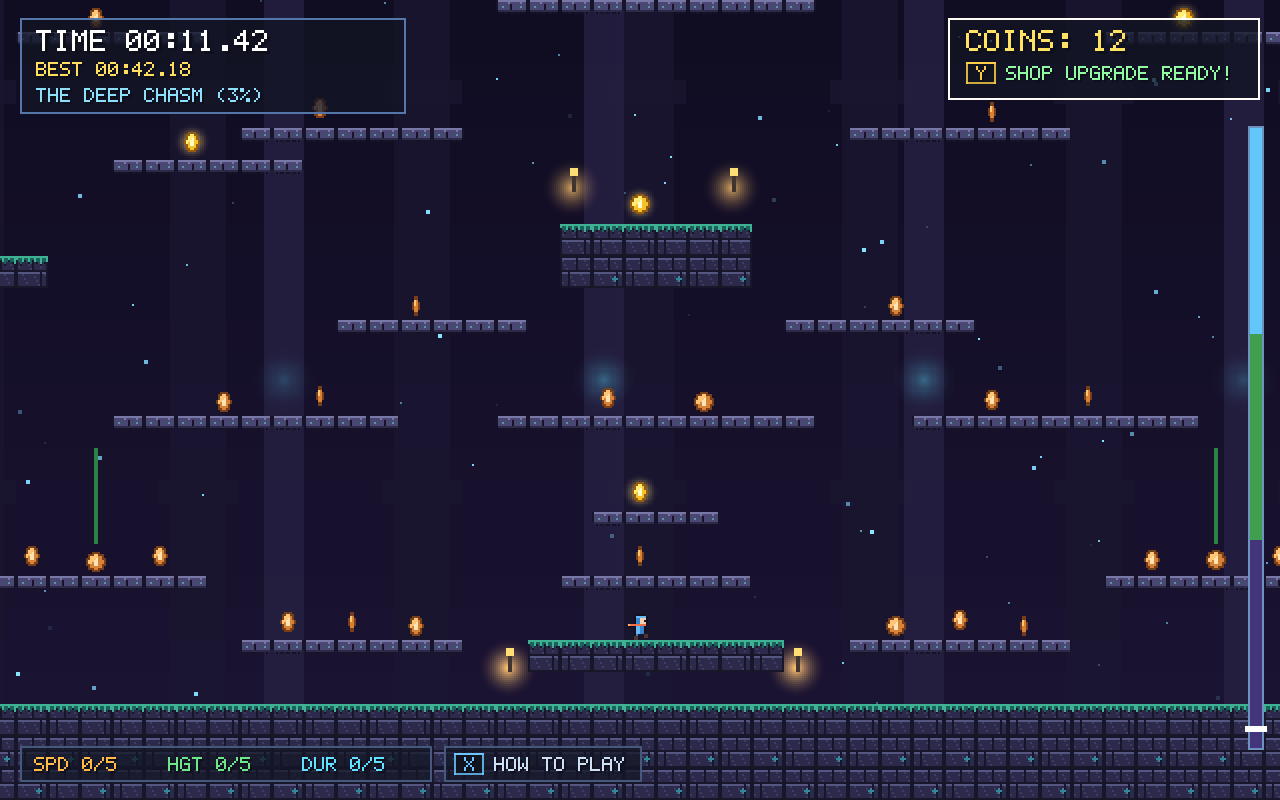 TIME 00:11.42
BEST 00:42.18
THE DEEP CHASM (3%)
COINS: 12
Y SHOP UPGRADE READY!
SPD 0/5 HGT 0/5 DUR 0/5
X HOW TO PLAY